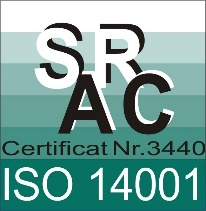 SR
AC
Certificat Nr.3440
ISO 14001